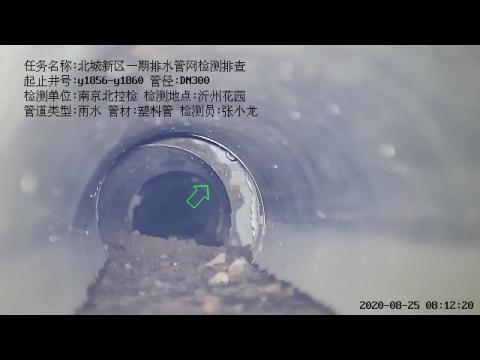 任务名称:北城新区一期排水管网检测排查
起止井号:y1856-y1860 管径:DN300
检测单位:南京北控检 检测地点:沂州花园
管道类型:雨水 管材:塑料管 检测员:张小龙
2020-08-25 08:12:20